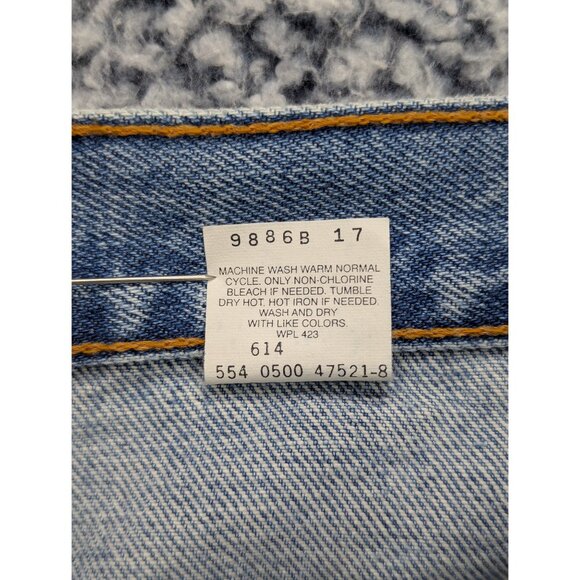 9886B 17
MACHINE WASH WARM NORMAL
CYCLE. ONLY NON-CHLORINE
BLEACH IF NEEDED. TUMBLE
DRY HOT. HOT IRON IF NEEDED.
WASH AND DRY
WITH LIKE COLORS.
WPL 423
614
554 0500 47521-8